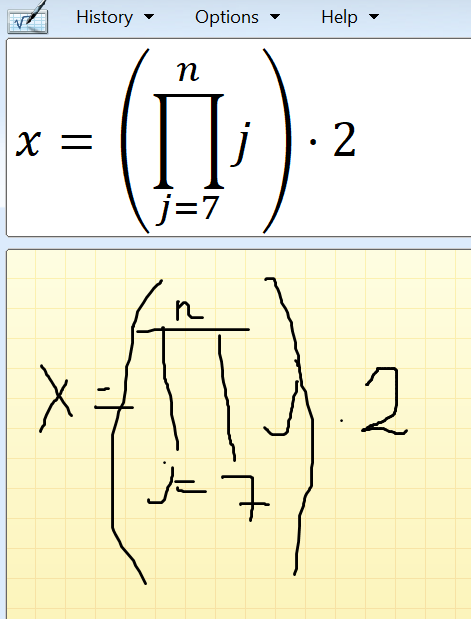 History Options Help
n
x = ( ∏ j ) · 2
j=7
n
x = ( ∏ j ) · 2
j=7